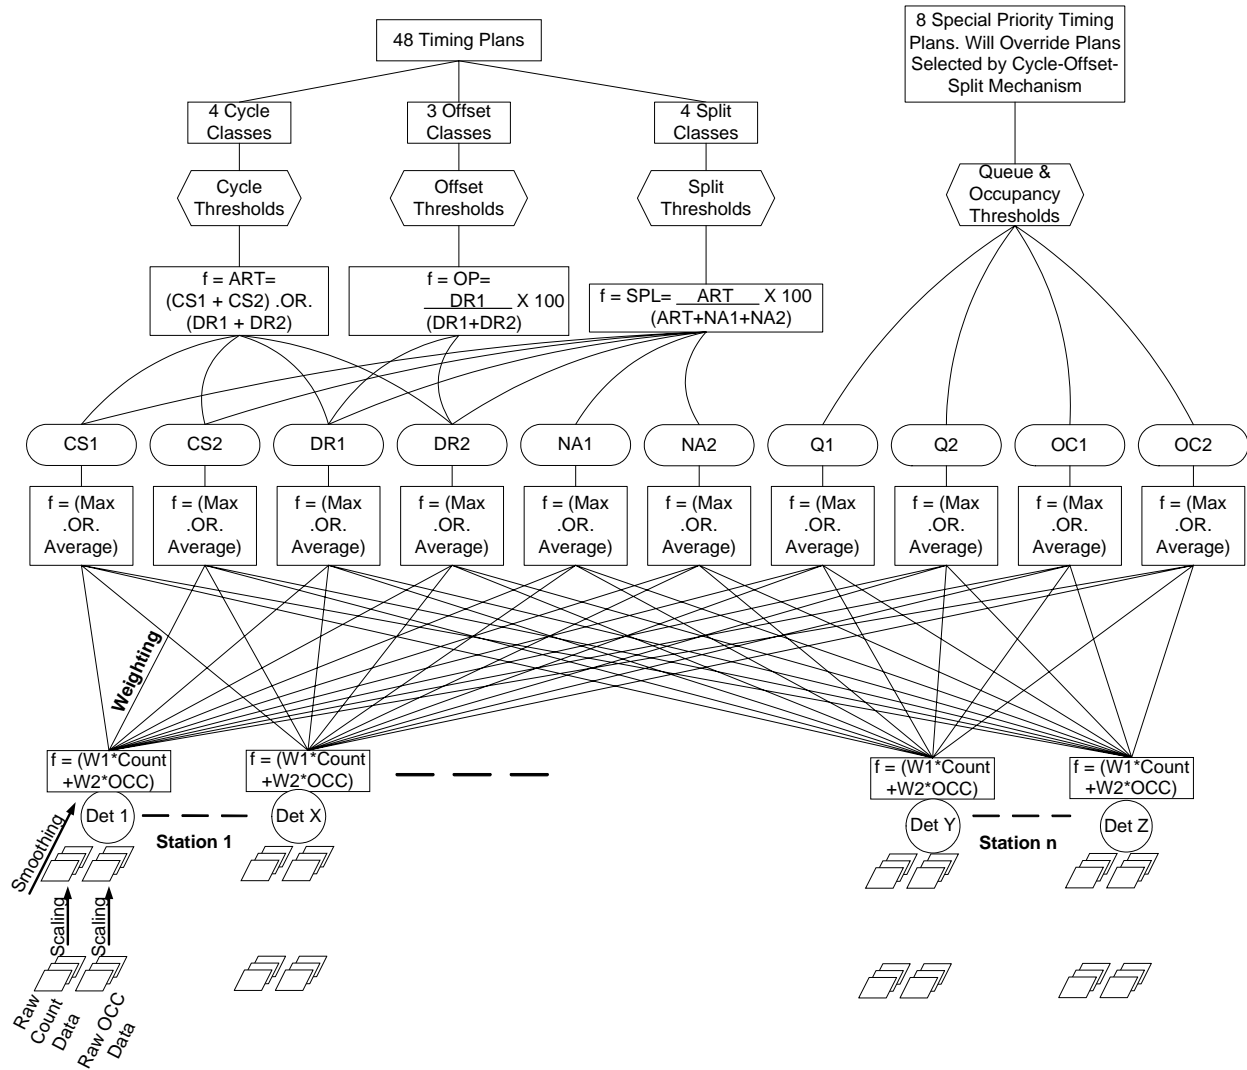 48 Timing Plans
8 Special Priority Timing
Plans. Will Override Plans
Selected by Cycle-Offset-
Split Mechanism
4 Cycle
Classes
3 Offset
Classes
4 Split
Classes
Cycle
Thresholds
Offset
Thresholds
Split
Thresholds
Queue &
Occupancy
Thresholds
f = ART=
(CS1 + CS2) .OR.
(DR1 + DR2)
f = OP=
DR1 X 100
(DR1+DR2)
f = SPL= ART X 100
(ART+NA1+NA2)
CS1
CS2
DR1
DR2
NA1
NA2
Q1
Q2
OC1
OC2
f = (Max
.OR.
Average)
f = (Max
.OR.
Average)
f = (Max
.OR.
Average)
f = (Max
.OR.
Average)
f = (Max
.OR.
Average)
f = (Max
.OR.
Average)
f = (Max
.OR.
Average)
f = (Max
.OR.
Average)
f = (Max
.OR.
Average)
f = (Max
.OR.
Average)
Weighting
f = (W1*Count
+W2*OCC)
f = (W1*Count
+W2*OCC)
f = (W1*Count
+W2*OCC)
f = (W1*Count
+W2*OCC)
Det 1
Station 1
Det X
Det Y
Station n
Det Z
Smoothing
Scaling
Scaling
Raw
Count
Data
Raw OCC
Data